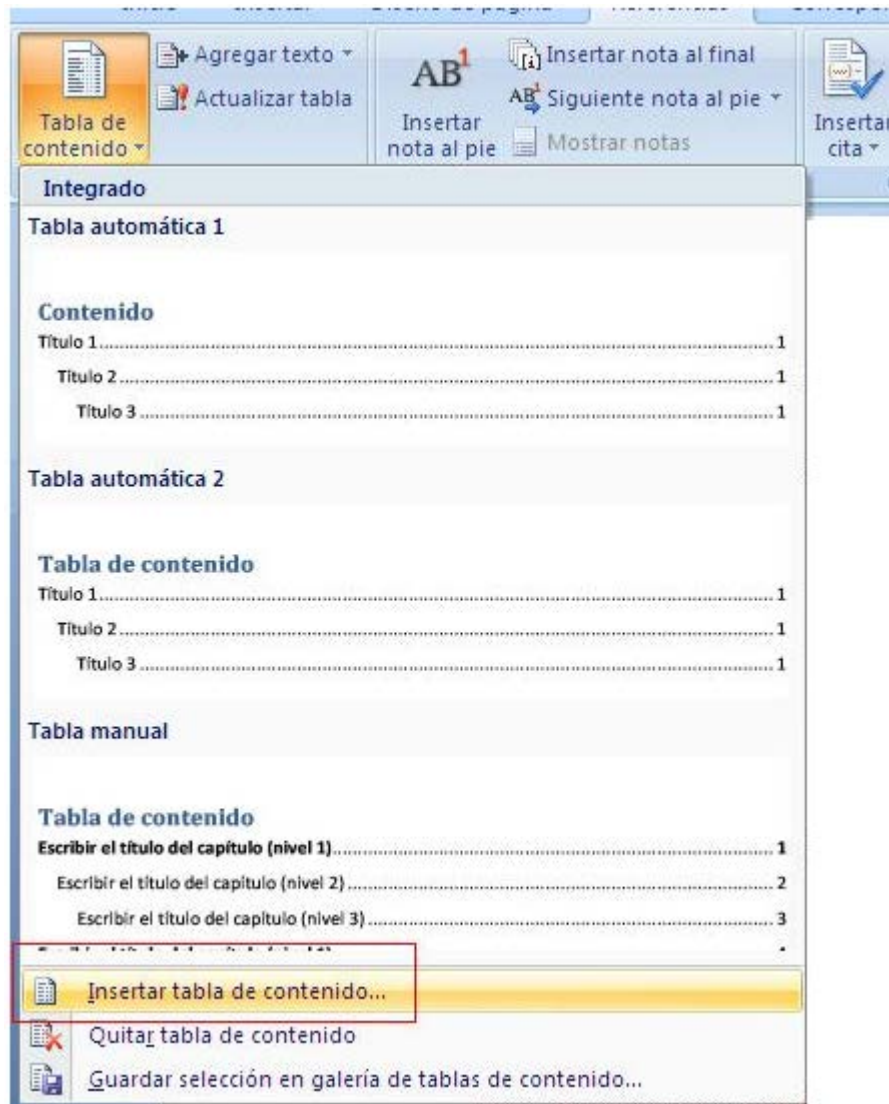 Agregar texto
Actualizar tabla
Tabla de
contenido
AB1
Insertar
nota al pie
[i] Insertar nota al final
AB1 Siguiente nota al pie
Mostrar notas
Insertar
cita
Integrado
Tabla automática 1
Contenido
Título 1 1
Título 2 1
Título 3 1
Tabla automática 2
Tabla de contenido
Título 1 1
Título 2 1
Título 3 1
Tabla manual
Tabla de contenido
Escribir el título del capítulo (nivel 1) 1
Escribir el título del capítulo (nivel 2) 2
Escribir el título del capítulo (nivel 3) 3
Insertar tabla de contenido...
Quitar tabla de contenido
Guardar selección en galería de tablas de contenido...